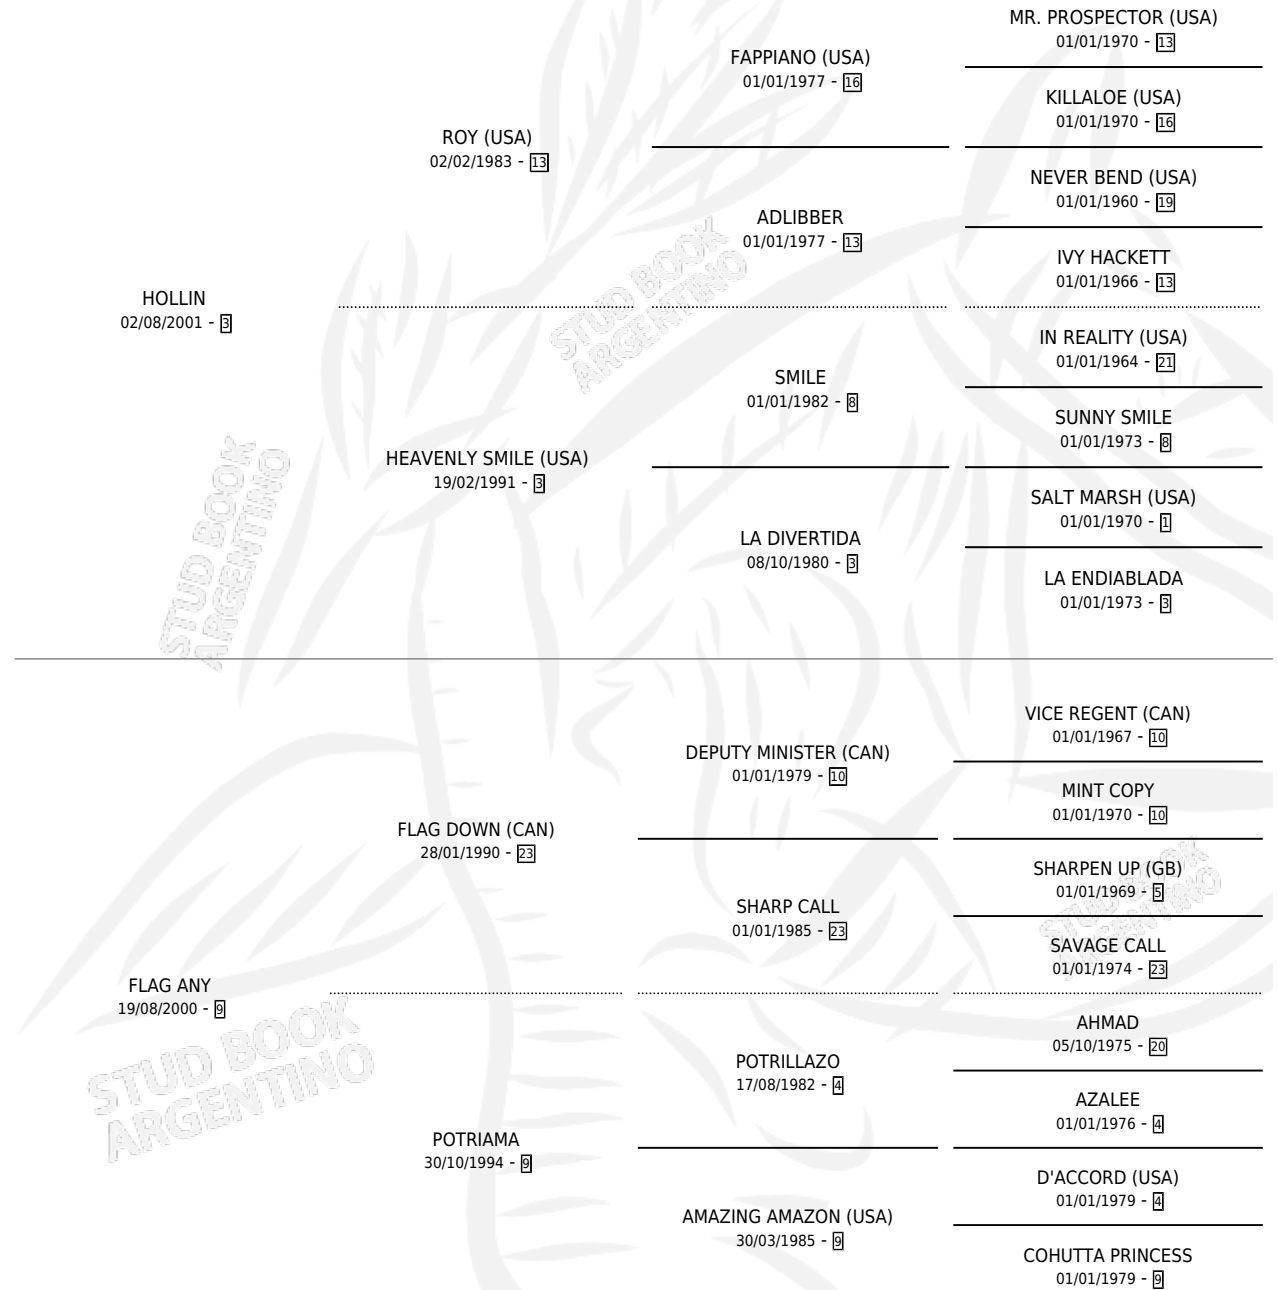 MR. PROSPECTOR (USA)
01/01/1970 - 13
FAPPIANO (USA)
01/01/1977 - 16
KILLALOE (USA)
01/01/1970 - 16
ROY (USA)
02/02/1983 - 13
NEVER BEND (USA)
01/01/1960 - 19
ADLIBBER
01/01/1977 - 13
IVY HACKETT
01/01/1966 - 13
HOLLIN
02/08/2001 - 3
IN REALITY (USA)
01/01/1964 - 21
SMILE
01/01/1982 - 8
SUNNY SMILE
01/01/1973 - 8
HEAVENLY SMILE (USA)
19/02/1991 - 3
SALT MARSH (USA)
01/01/1970 - 1
LA DIVERTIDA
08/10/1980 - 3
LA ENDIABLADA
01/01/1973 - 3
VICE REGENT (CAN)
01/01/1967 - 10
DEPUTY MINISTER (CAN)
01/01/1979 - 10
MINT COPY
01/01/1970 - 10
FLAG DOWN (CAN)
28/01/1990 - 23
SHARPEN UP (GB)
01/01/1969 - 5
SHARP CALL
01/01/1985 - 23
SAVAGE CALL
01/01/1974 - 23
FLAG ANY
19/08/2000 - 9
AHMAD
05/10/1975 - 20
POTRILLAZO
17/08/1982 - 4
AZALEE
01/01/1976 - 4
POTRIAMA
30/10/1994 - 9
D'ACCORD (USA)
01/01/1979 - 4
AMAZING AMAZON (USA)
30/03/1985 - 9
COHUTTA PRINCESS
01/01/1979 - 9
STUD BOOK
ARGENTINO
STUD BOOK
ARGENTINO
STUD BOOK
ARGENTINO
STUD BOOK
ARGENTINO